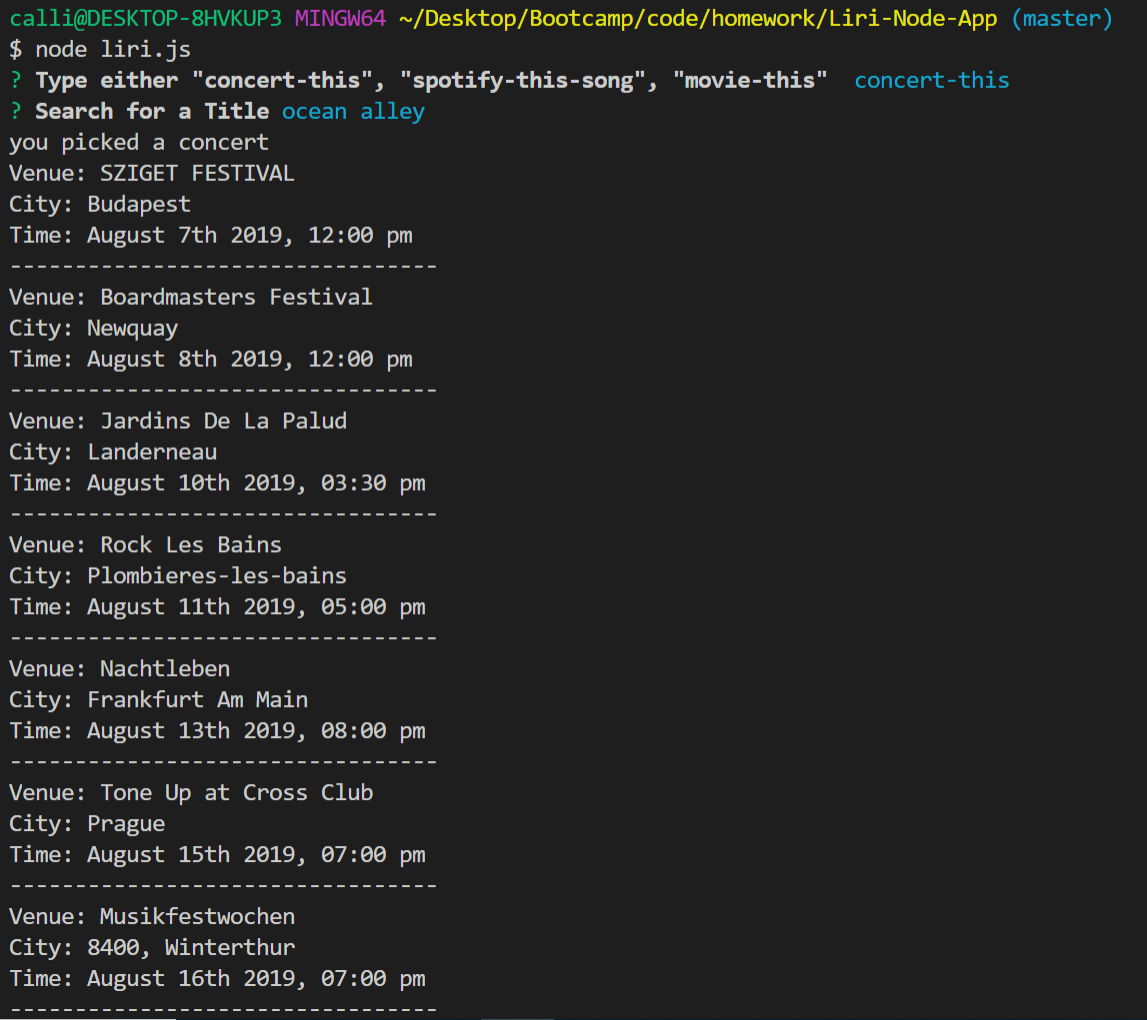 calli@DESKTOP-8HVKUP3 MINGW64 ~/Desktop/Bootcamp/code/homework/Liri-Node-App (master)
$ node liri.js
? Type either "concert-this", "spotify-this-song", "movie-this"  concert-this
? Search for a Title ocean alley
you picked a concert
Venue: SZIGET FESTIVAL
City: Budapest
Time: August 7th 2019, 12:00 pm
---------------------------------
Venue: Boardmasters Festival
City: Newquay
Time: August 8th 2019, 12:00 pm
---------------------------------
Venue: Jardins De La Palud
City: Landerneau
Time: August 10th 2019, 03:30 pm
---------------------------------
Venue: Rock Les Bains
City: Plombieres-les-bains
Time: August 11th 2019, 05:00 pm
---------------------------------
Venue: Nachtleben
City: Frankfurt Am Main
Time: August 13th 2019, 08:00 pm
---------------------------------
Venue: Tone Up at Cross Club
City: Prague
Time: August 15th 2019, 07:00 pm
---------------------------------
Venue: Musikfestwochen
City: 8400, Winterthur
Time: August 16th 2019, 07:00 pm
---------------------------------